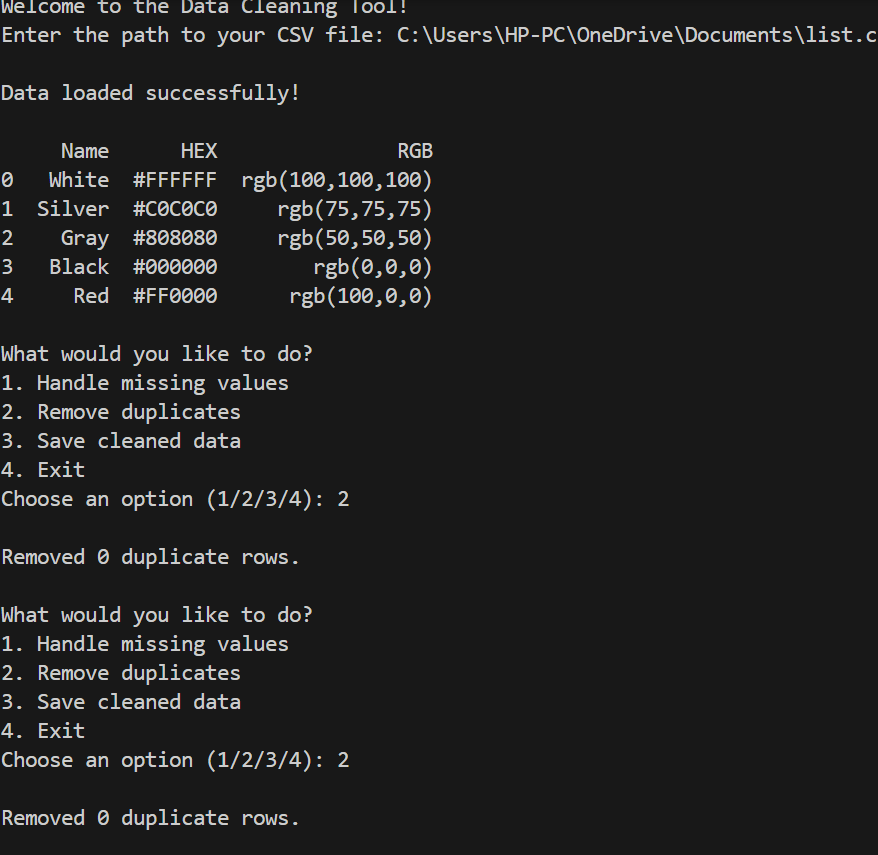 Welcome to the Data Cleaning Tool!
Enter the path to your CSV file: C:\Users\HP-PC\OneDrive\Documents\list.c
Data loaded successfully!
Name HEX RGB
0 White #FFFFFF rgb(100,100,100)
1 Silver #C0C0C0 rgb(75,75,75)
2 Gray #808080 rgb(50,50,50)
3 Black #000000 rgb(0,0,0)
4 Red #FF0000 rgb(100,0,0)
What would you like to do?
1. Handle missing values
2. Remove duplicates
3. Save cleaned data
4. Exit
Choose an option (1/2/3/4): 2
Removed 0 duplicate rows.
What would you like to do?
1. Handle missing values
2. Remove duplicates
3. Save cleaned data
4. Exit
Choose an option (1/2/3/4): 2
Removed 0 duplicate rows.